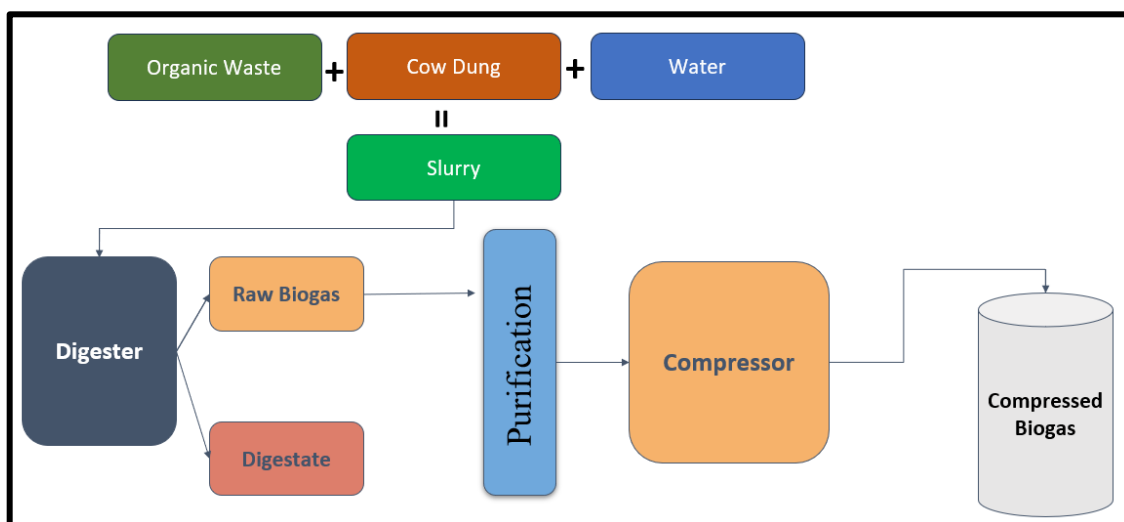 Organic Waste + Cow Dung + Water
=
Slurry
Digester
Raw Biogas
Digestate
Purification
Compressor
Compressed
Biogas